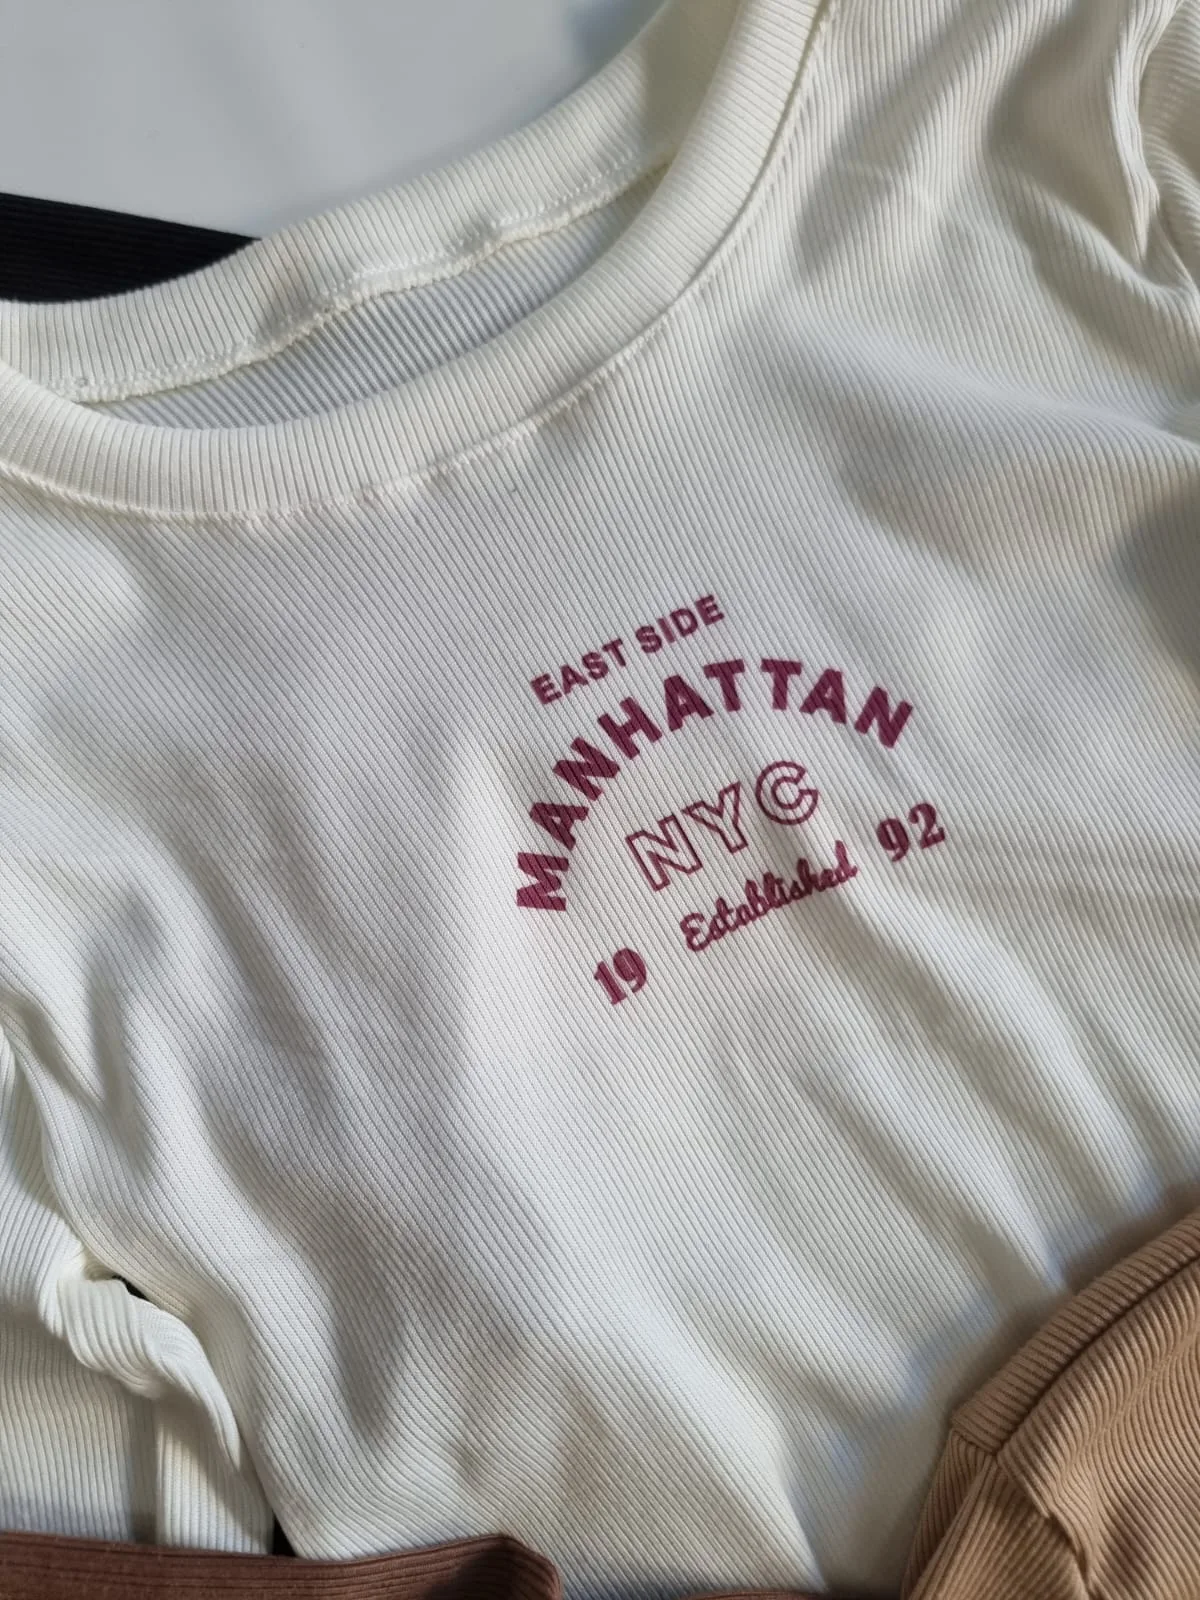 EAST SIDE
MANHATTAN
NYC
19 Established 92